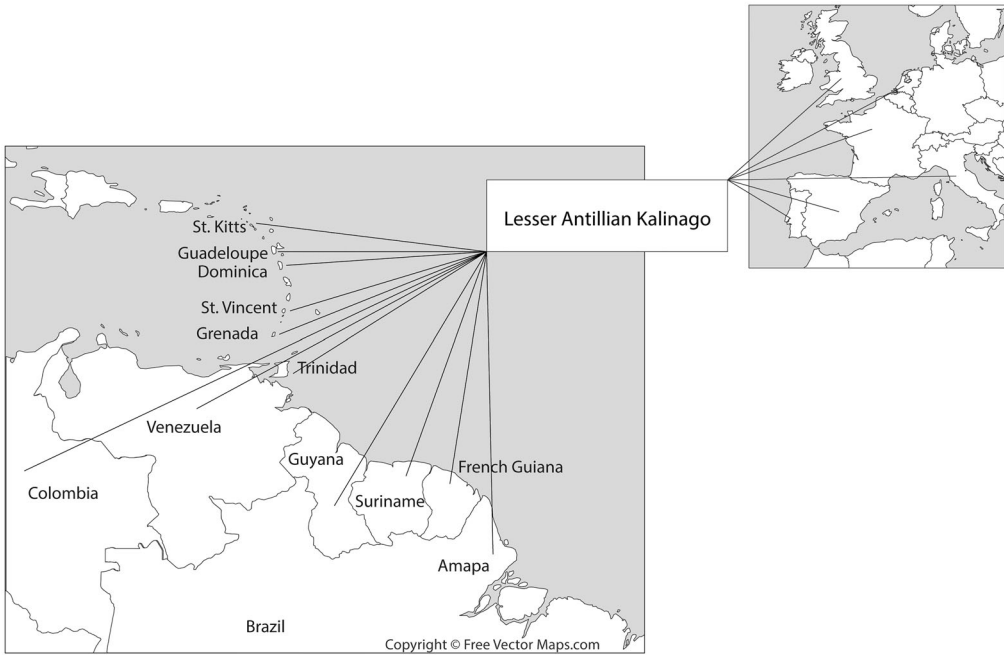 Lesser Antillian Kalinago
St. Kitts
Guadeloupe
Dominica
St. Vincent
Grenada
Trinidad
Venezuela
Guyana
French Guiana
Colombia
Suriname
Amapa
Brazil
Copyright © Free Vector Maps.com